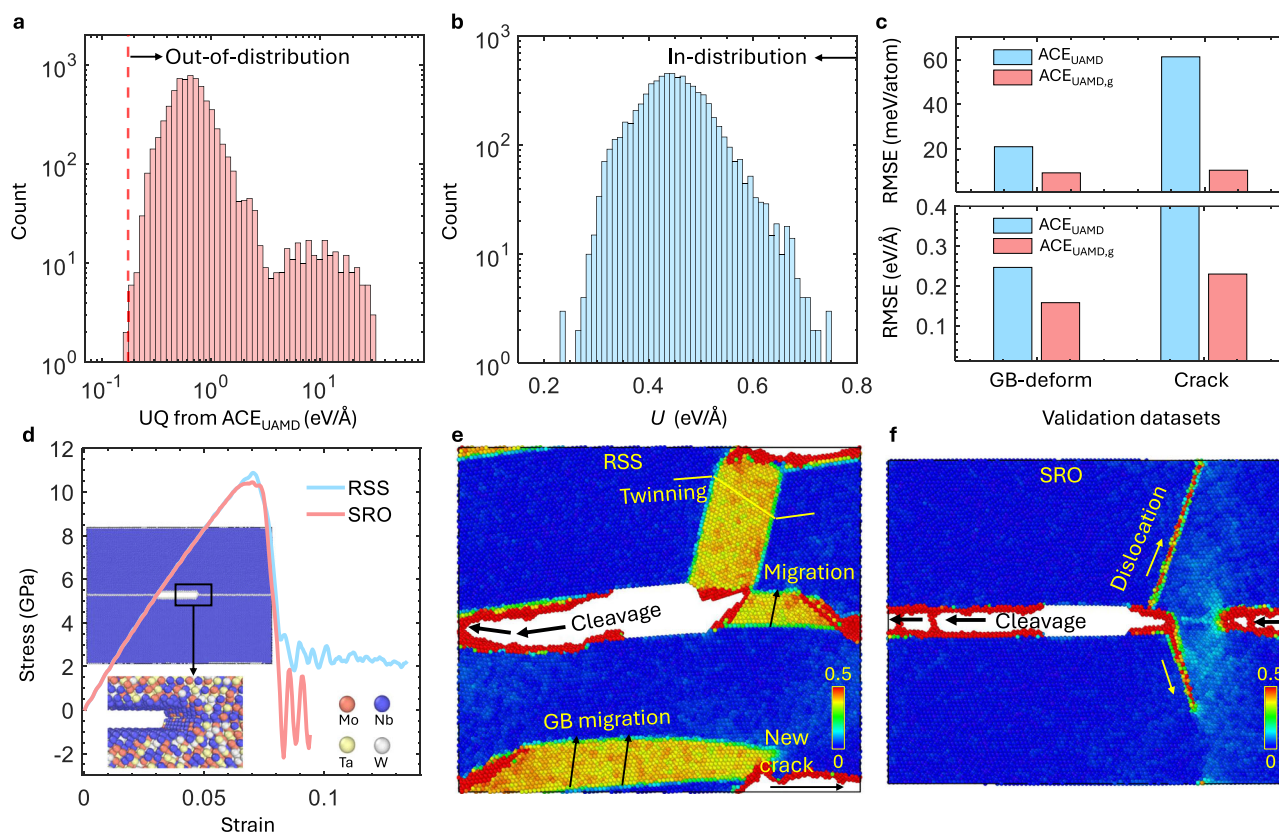 a
Out-of-distribution
10³
10²
10¹
10⁰
Count
10⁻¹
10⁰
10¹
UQ from ACE_UAMD (eV/Å)
b
In-distribution
10³
10²
10¹
10⁰
Count
0.2
0.4
0.6
0.8
U (eV/Å)
c
ACE_UAMD
ACE_UAMD,g
60
40
20
RMSE (meV/atom)
ACE_UAMD
ACE_UAMD,g
0.4
0.3
0.2
0.1
RMSE (eV/Å)
GB-deform
Crack
Validation datasets
d
RSS
SRO
12
10
8
6
4
2
0
-2
Stress (GPa)
Mo
Nb
Ta
W
0
0.05
0.1
Strain
e
RSS
Twinning
Migration
Cleavage
GB migration
New
crack
0.5
0
f
SRO
Dislocation
Cleavage
0.5
0